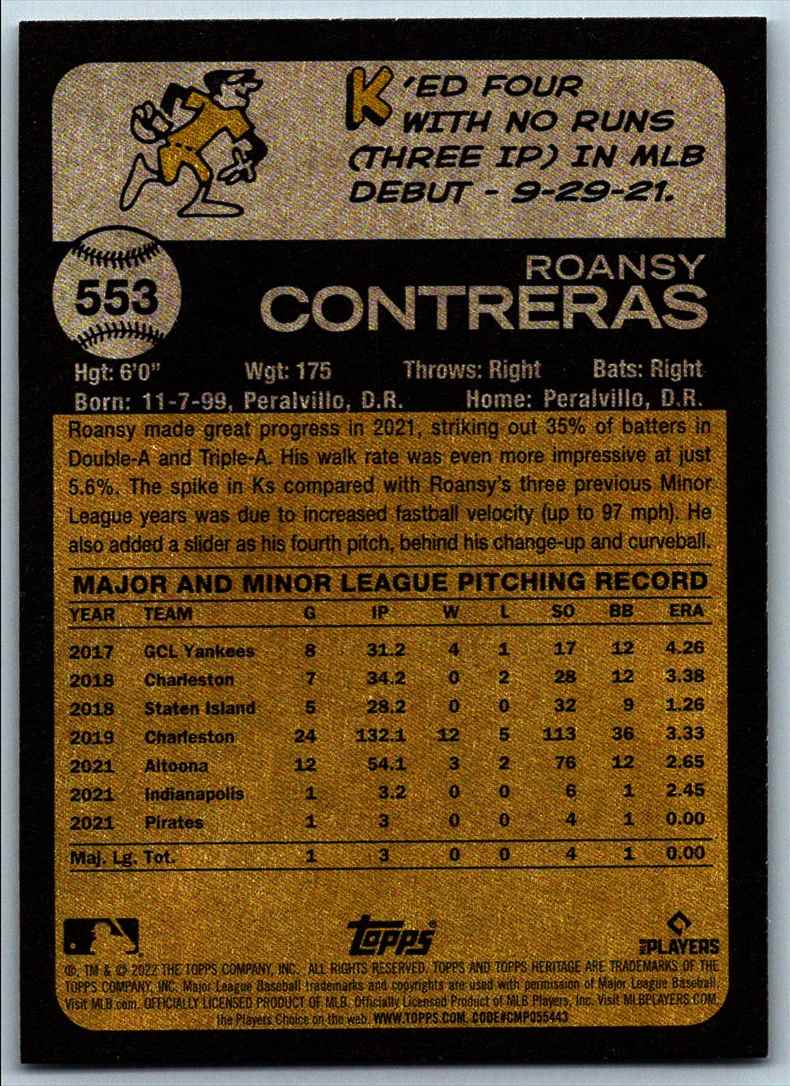 K'ED FOUR
WITH NO RUNS
(THREE IP) IN MLB
DEBUT - 9-29-21.
553
ROANSY
CONTRERAS
Hgt: 6'0" Wgt: 175 Throws: Right Bats: Right
Born: 11-7-99, Peralvillo, D.R. Home: Peralvillo, D.R.
Roansy made great progress in 2021, striking out 35% of batters in
Double-A and Triple-A. His walk rate was even more impressive at just
5.6%. The spike in Ks compared with Roansy's three previous Minor
League years was due to increased fastball velocity (up to 97 mph). He
also added a slider as his fourth pitch, behind his change-up and curveball.
MAJOR AND MINOR LEAGUE PITCHING RECORD
YEAR TEAM G IP W L SO BB ERA
2017 GCL Yankees 8 31.2 4 1 17 12 4.26
2018 Charleston 7 34.2 0 2 28 12 3.38
2018 Staten Island 5 28.2 0 0 32 9 1.26
2019 Charleston 24 132.1 12 5 113 36 3.33
2021 Altoona 12 54.1 3 2 76 12 2.65
2021 Indianapolis 1 3.2 0 0 6 1 2.45
2021 Pirates 1 3 0 0 4 1 0.00
Maj. Lg. Tot. 1 3 0 0 4 1 0.00
Topps®
PLAYERS
®, TM & © 2022 THE TOPPS COMPANY, INC. ALL RIGHTS RESERVED. TOPPS AND TOPPS HERITAGE ARE TRADEMARKS OF THE
TOPPS COMPANY, INC. Major League Baseball trademarks and copyrights are used with permission of Major League Baseball.
Visit MLB.com. OFFICIALLY LICENSED PRODUCT OF MLB. Officially Licensed Product of MLB Players, Inc. Visit MLBPLAYERS.COM,
the Players Choice on the web. WWW.TOPPS.COM. CODE#CMP055443